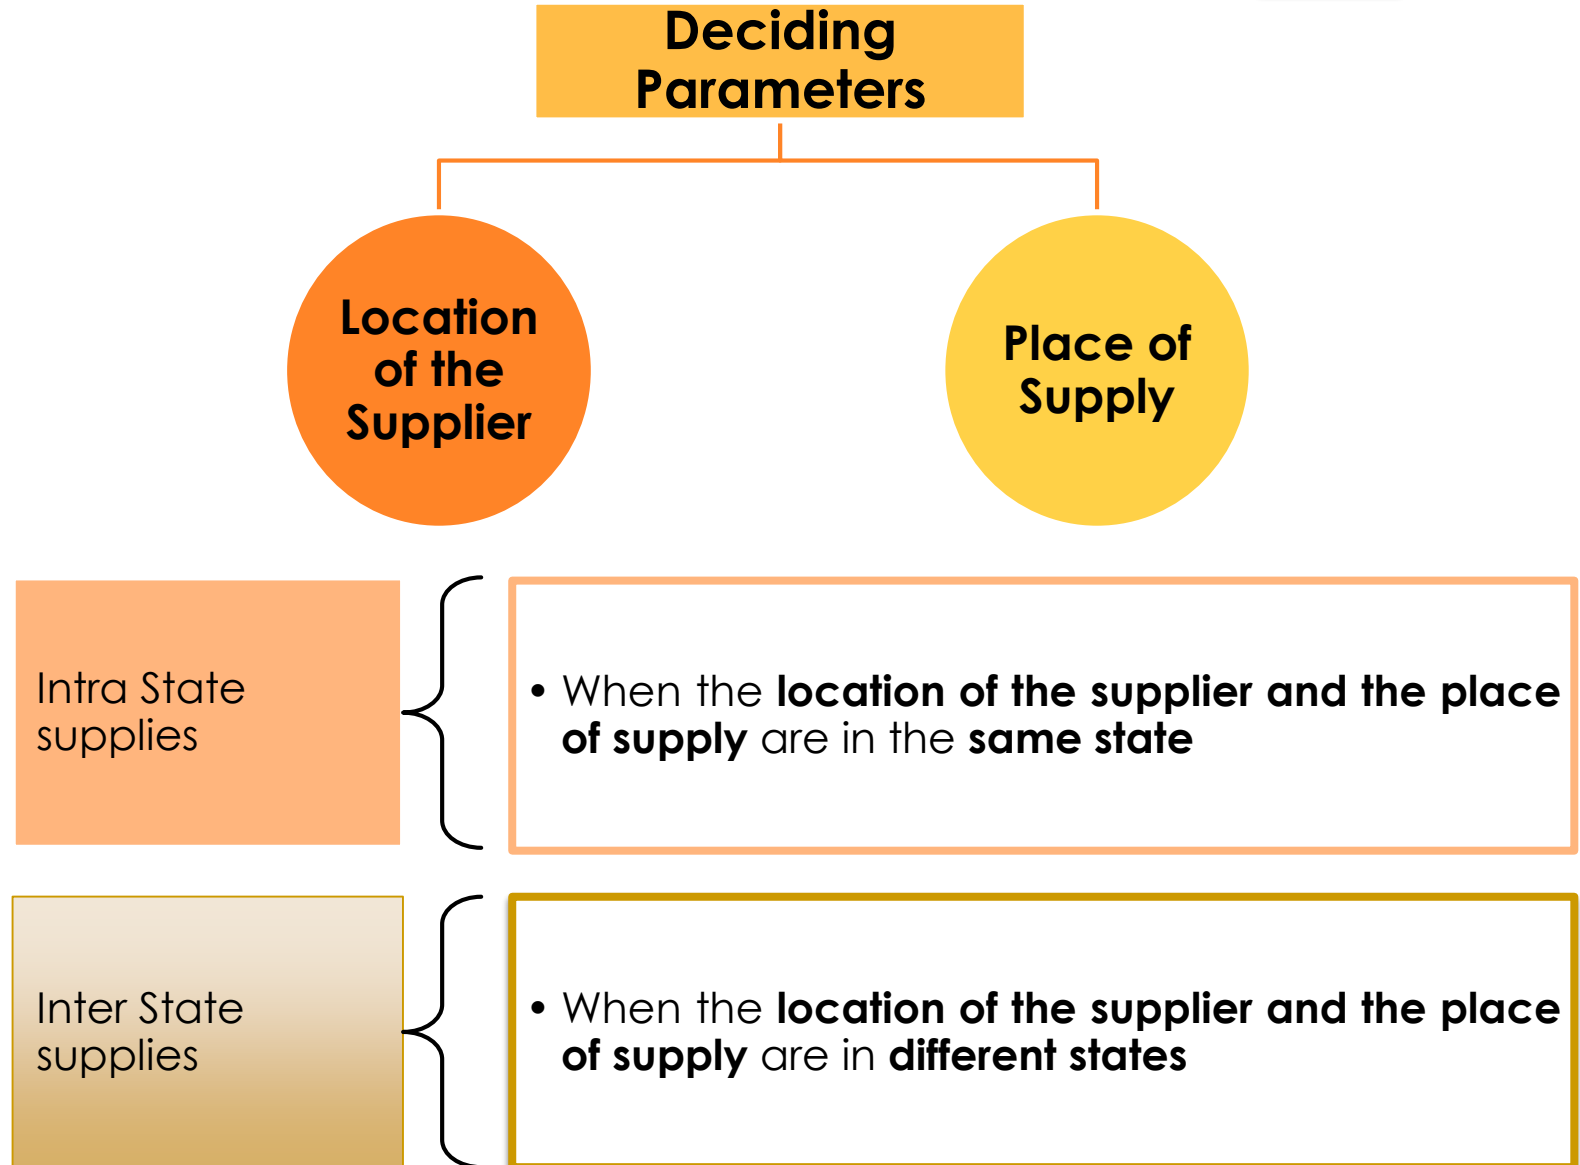 Deciding
Parameters
Location
of the
Supplier
Place of
Supply
Intra State
supplies
• When the location of the supplier and the place
of supply are in the same state
Inter State
supplies
• When the location of the supplier and the place
of supply are in different states